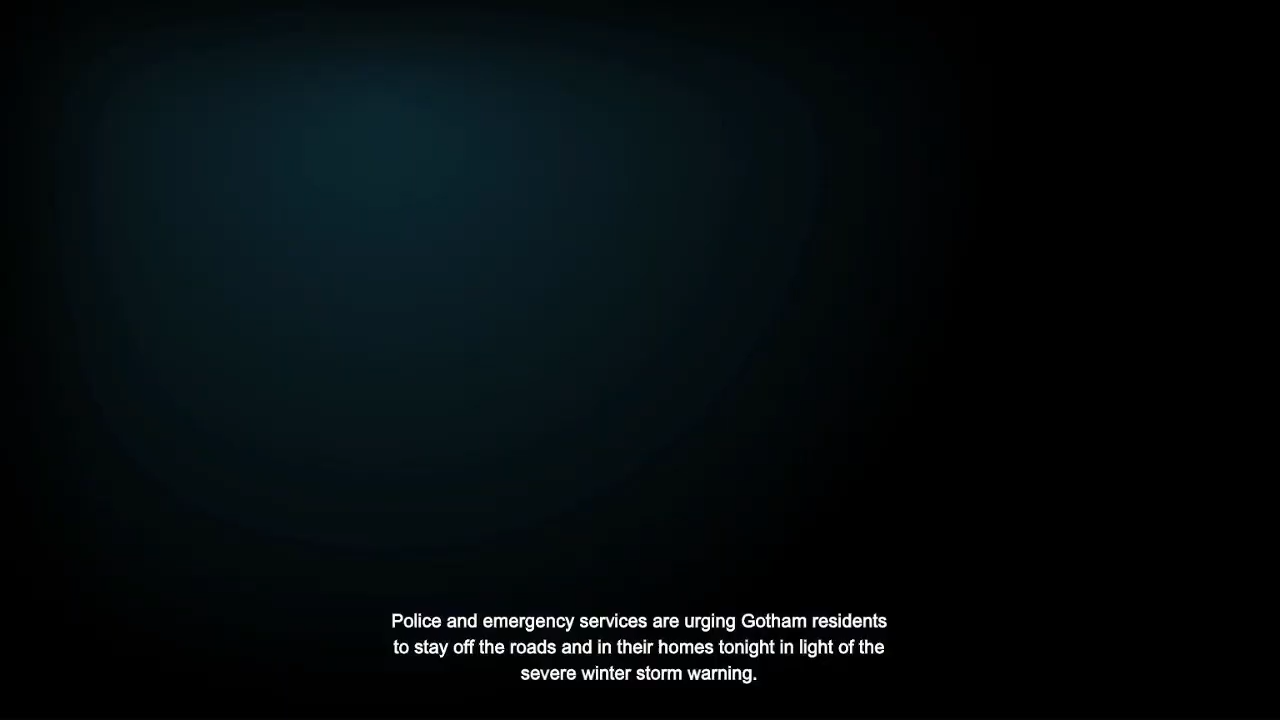 Police and emergency services are urging Gotham residents
to stay off the roads and in their homes tonight in light of the
severe winter storm warning.